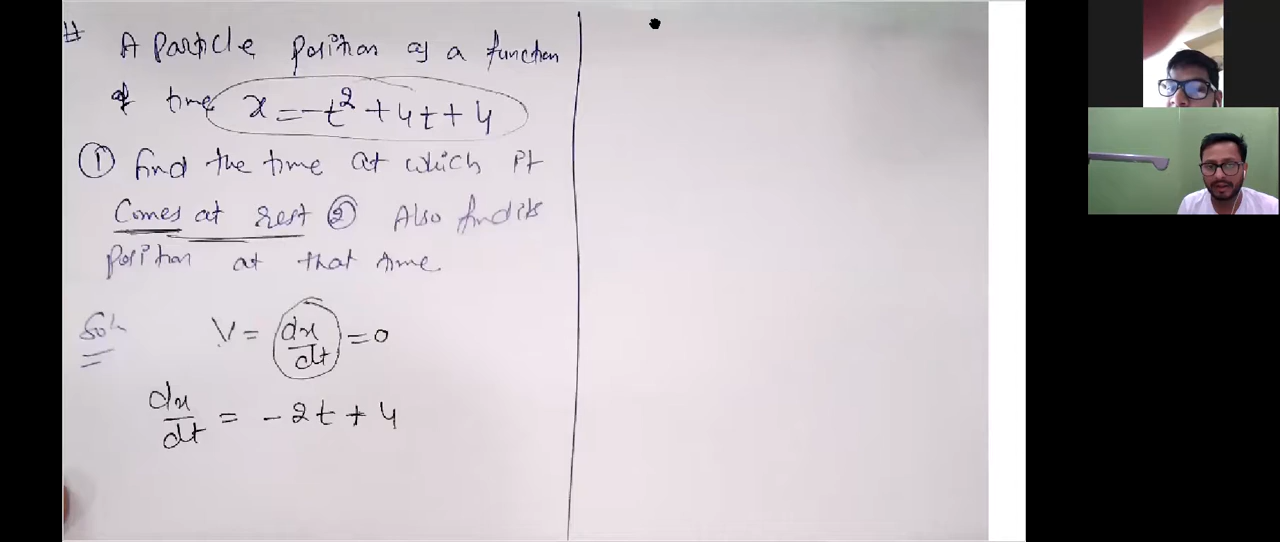 # A Particle position as a function
of time x = -t² + 4t + 4
① find the time at which Pt
Comes at rest ② Also find its
position at that time
Soln V = dx/dt = 0
dx/dt = -2t + 4